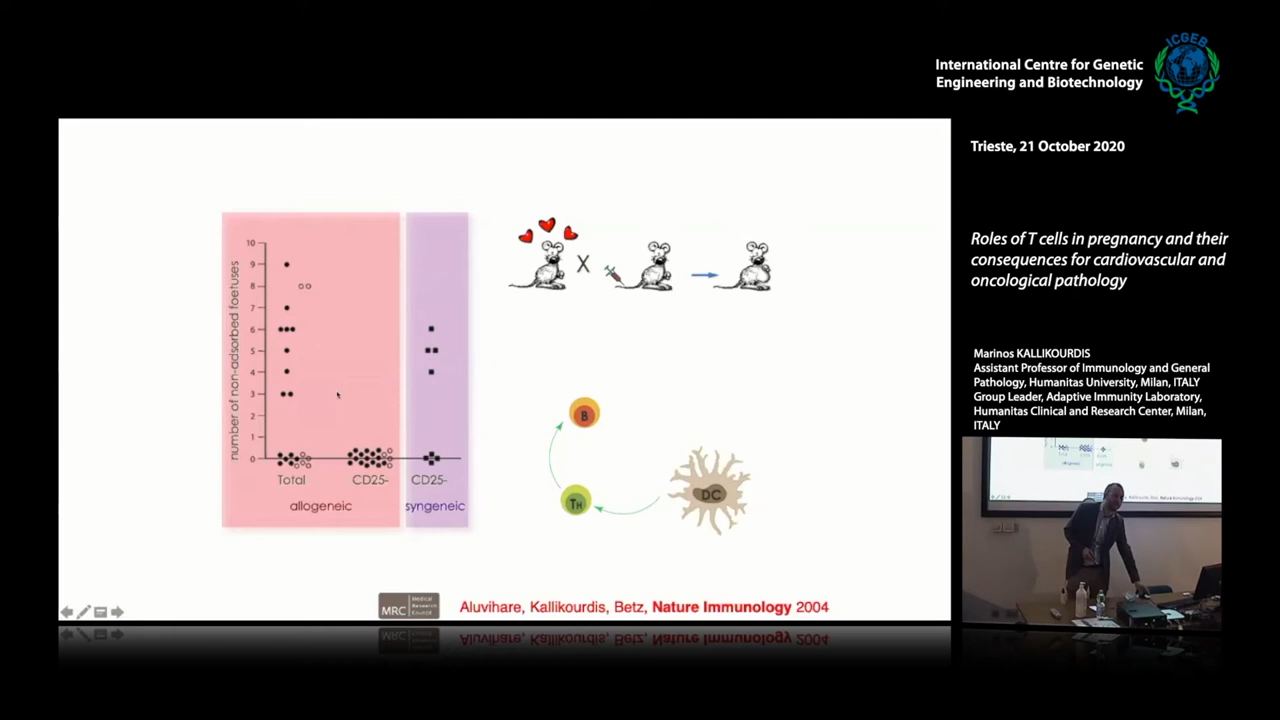 International Centre for Genetic
Engineering and Biotechnology
ICGEB
Trieste, 21 October 2020
Roles of T cells in pregnancy and their
consequences for cardiovascular and
oncological pathology
Marinos KALLIKOURDIS
Assistant Professor of Immunology and General
Pathology, Humanitas University, Milan, ITALY
Group Leader, Adaptive Immunity Laboratory,
Humanitas Clinical and Research Center, Milan,
ITALY
number of non-adsorbed foetuses
10
9
8
7
6
5
4
3
2
1
0
Total
CD25-
CD25-
allogeneic
syngeneic
X
B
TH
DC
MRC
Medical
Research
Council
Aluvihare, Kallikourdis, Betz, Nature Immunology 2004